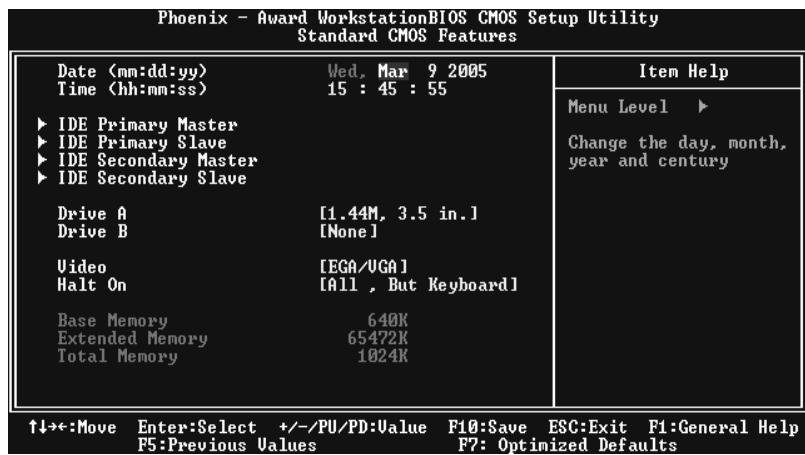 Phoenix - Award WorkstationBIOS CMOS Setup Utility
Standard CMOS Features
Date (mm:dd:yy) Wed, Mar 9 2005
Time (hh:mm:ss) 15 : 45 : 55
▶ IDE Primary Master
▶ IDE Primary Slave
▶ IDE Secondary Master
▶ IDE Secondary Slave
Drive A [1.44M, 3.5 in.]
Drive B [None]
Video [EGA/VGA]
Halt On [All , But Keyboard]
Base Memory 640K
Extended Memory 65472K
Total Memory 1024K
Item Help
Menu Level ▶
Change the day, month,
year and century
↑↓→←:Move Enter:Select +/-/PU/PD:Value F10:Save ESC:Exit F1:General Help
F5:Previous Values F7: Optimized Defaults